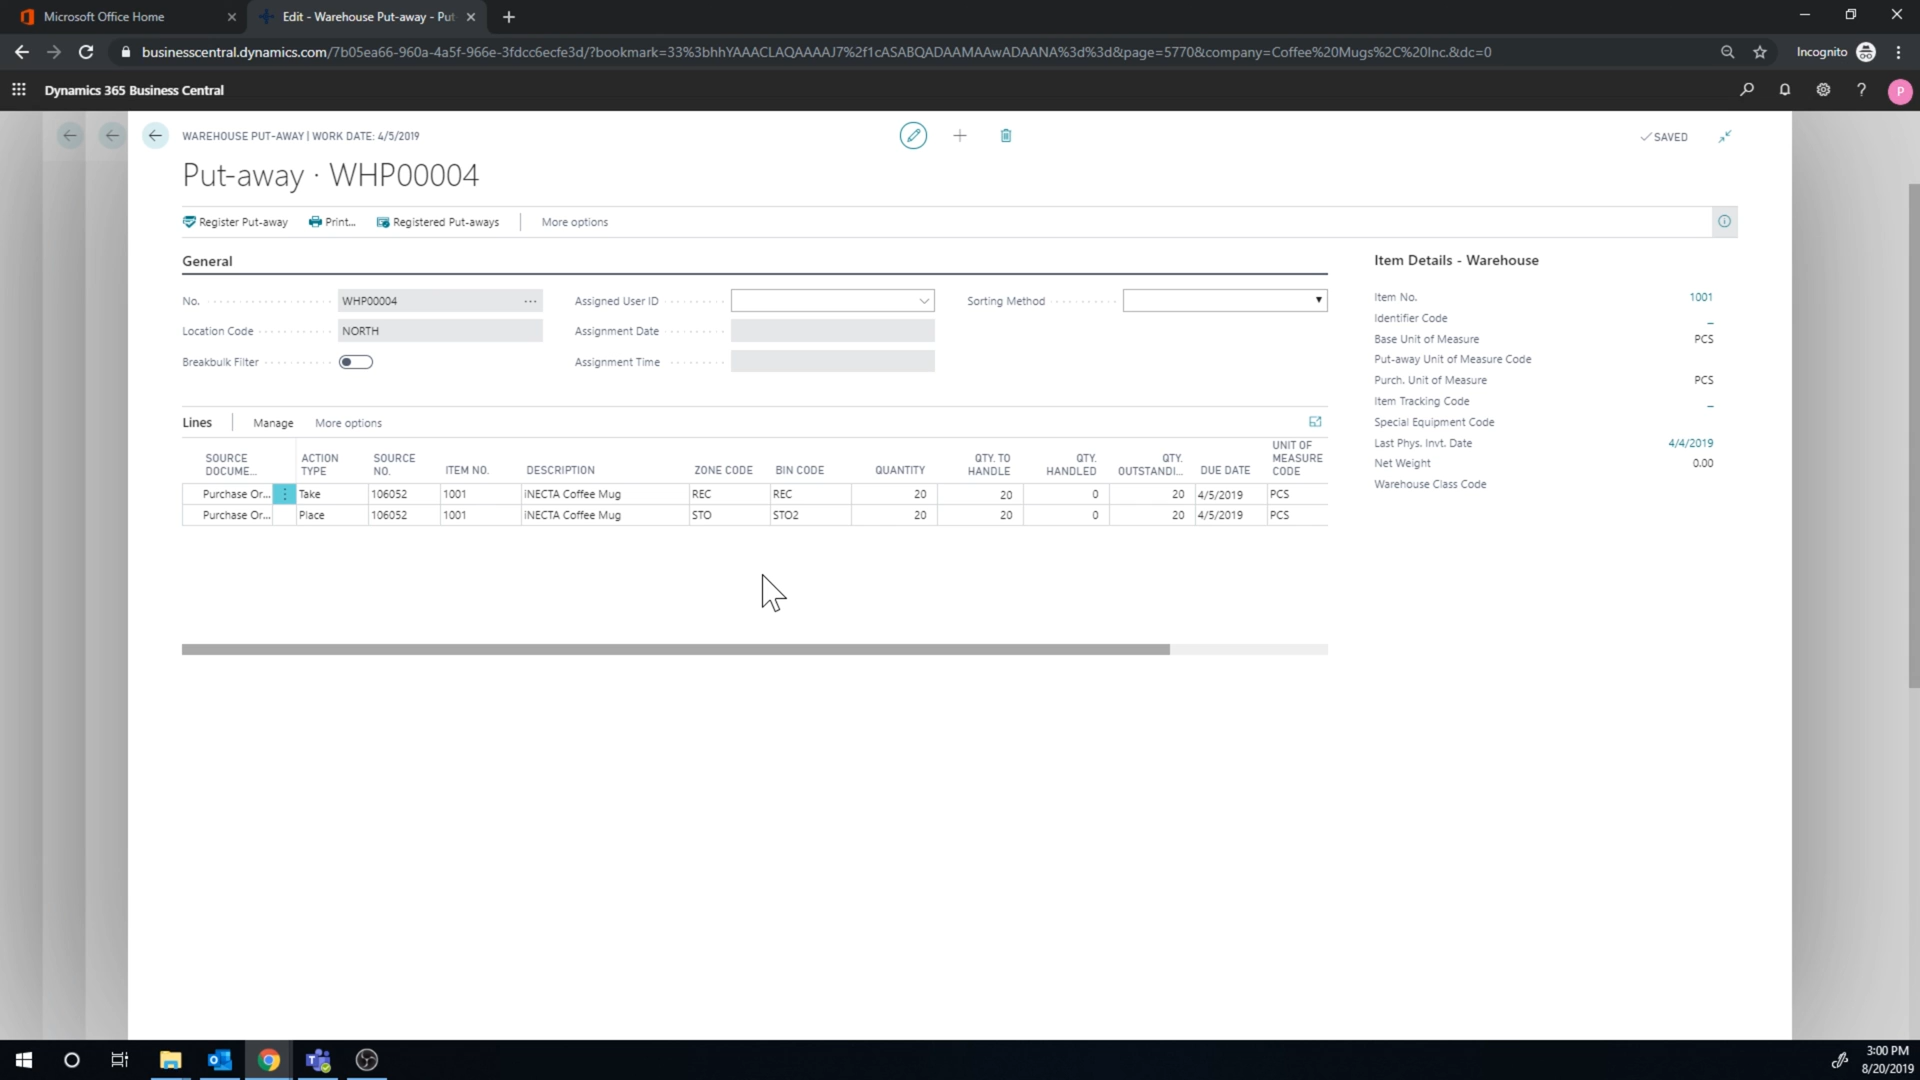 Microsoft Office Home
Edit - Warehouse Put-away - Put
businesscentral.dynamics.com/7b05ea66-960a-4a5f-966e-3fdcc6ecfe3d/?bookmark=33%3bhhYAAACLAQAAAAJ7%2f1cASABQADAAMAAwADAANA%3d%3d&page=5770&company=Coffee%20Mugs%2C%20Inc.&dc=0
Incognito
Dynamics 365 Business Central
P
WAREHOUSE PUT-AWAY | WORK DATE: 4/5/2019
SAVED
Put-away · WHP00004
Register Put-away Print... Registered Put-aways More options
General
No. WHP00004 ... Assigned User ID Sorting Method
Location Code NORTH Assignment Date
Breakbulk Filter Assignment Time
Lines Manage More options
SOURCE DOCUME... ACTION TYPE SOURCE NO. ITEM NO. DESCRIPTION ZONE CODE BIN CODE QUANTITY QTY. TO HANDLE QTY. HANDLED QTY. OUTSTANDI... DUE DATE UNIT OF MEASURE CODE
Purchase Or... Take 106052 1001 iNECTA Coffee Mug REC REC 20 20 0 20 4/5/2019 PCS
Purchase Or... Place 106052 1001 iNECTA Coffee Mug STO STO2 20 20 0 20 4/5/2019 PCS
Item Details - Warehouse
Item No. 1001
Identifier Code _
Base Unit of Measure PCS
Put-away Unit of Measure Code
Purch. Unit of Measure PCS
Item Tracking Code _
Special Equipment Code
Last Phys. Invt. Date 4/4/2019
Net Weight 0.00
Warehouse Class Code
3:00 PM
8/20/2019